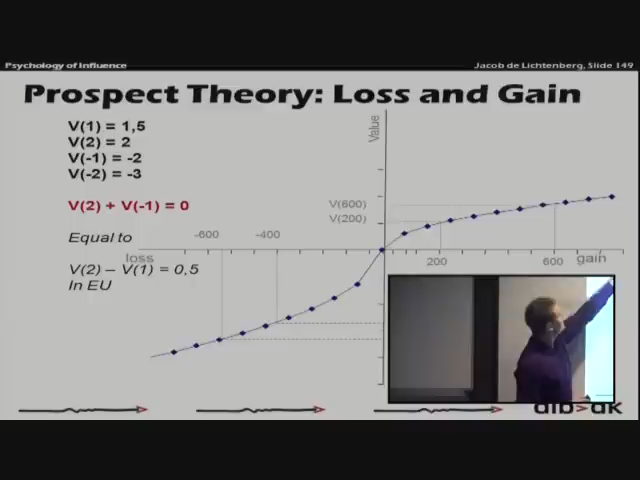 Psychology of Influence
Jacob de Lichtenberg, Slide 149
Prospect Theory: Loss and Gain
V(1) = 1,5
V(2) = 2
V(-1) = -2
V(-2) = -3
V(2) + V(-1) = 0
Equal to
V(2) – V(1) = 0,5
In EU
Value
V(600)
V(200)
-600
-400
loss
200
600
gain
dib>dk